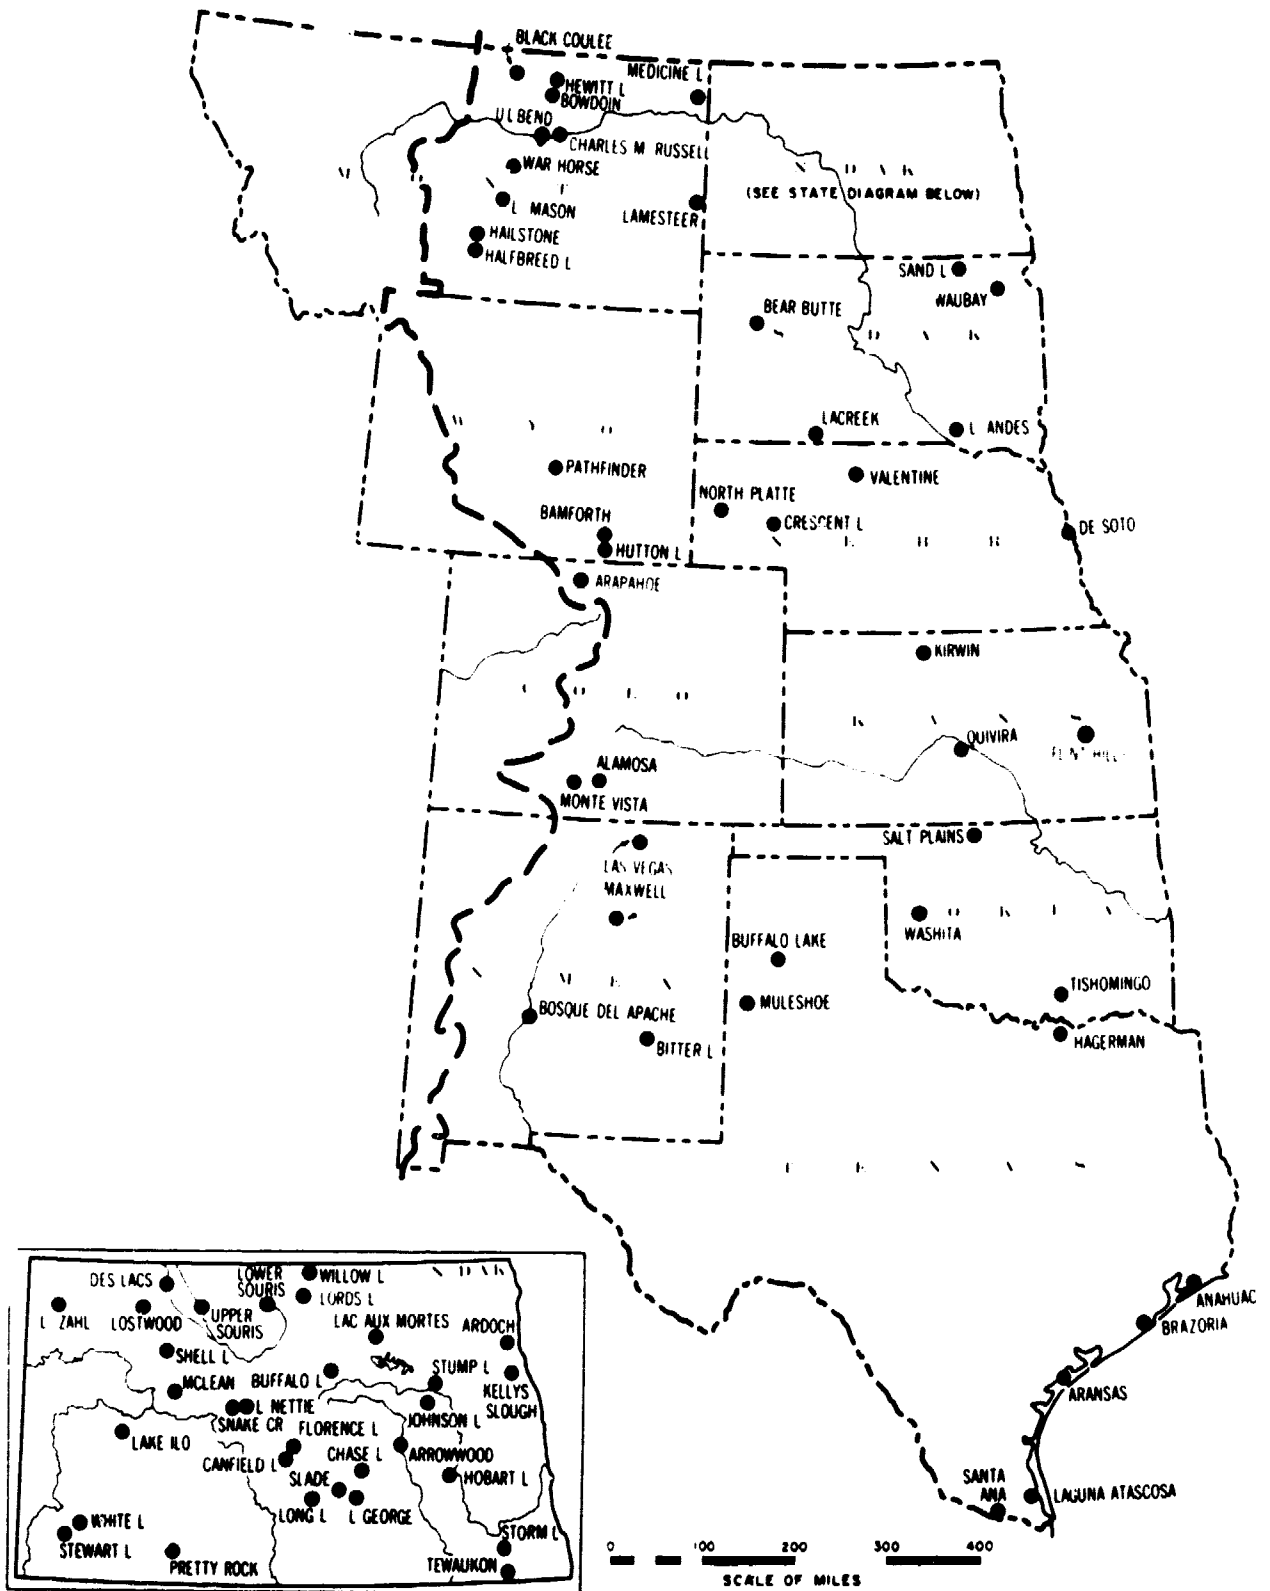 BLACK COULEE
MEDICINE L
HEWITT L
BOWDOIN
U L BEND
CHARLES M RUSSELL
WAR HORSE
L MASON
LAMESTEER
HAILSTONE
HALFBREED L
(SEE STATE DIAGRAM BELOW)
SAND L
WAUBAY
BEAR BUTTE
LACREEK
L ANDES
PATHFINDER
VALENTINE
NORTH PLATTE
CRESCENT L
BAMFORTH
DE SOTO
HUTTON L
ARAPAHOE
KIRWIN
QUIVIRA
FLINT HILLS
ALAMOSA
MONTE VISTA
SALT PLAINS
LAS VEGAS
MAXWELL
WASHITA
BUFFALO LAKE
TISHOMINGO
MULESHOE
BOSQUE DEL APACHE
HAGERMAN
BITTER L
ANAHUAC
BRAZORIA
ARANSAS
SANTA
ANA
LAGUNA ATASCOSA
DES LACS
LOWER
SOURIS
WILLOW L
LORDS L
L ZAHL
LOSTWOOD
UPPER
SOURIS
LAC AUX MORTES
ARDOCH
SHELL L
MCLEAN
BUFFALO L
STUMP L
KELLYS
SLOUGH
L NETTIE
SNAKE CR
JOHNSON L
FLORENCE L
LAKE ILO
CANFIELD L
CHASE L
ARROWWOOD
SLADE
HOBART L
LONG L
L GEORGE
WHITE L
STEWART L
PRETTY ROCK
STORM L
TEWAUKON
0 100 200 300 400
SCALE OF MILES